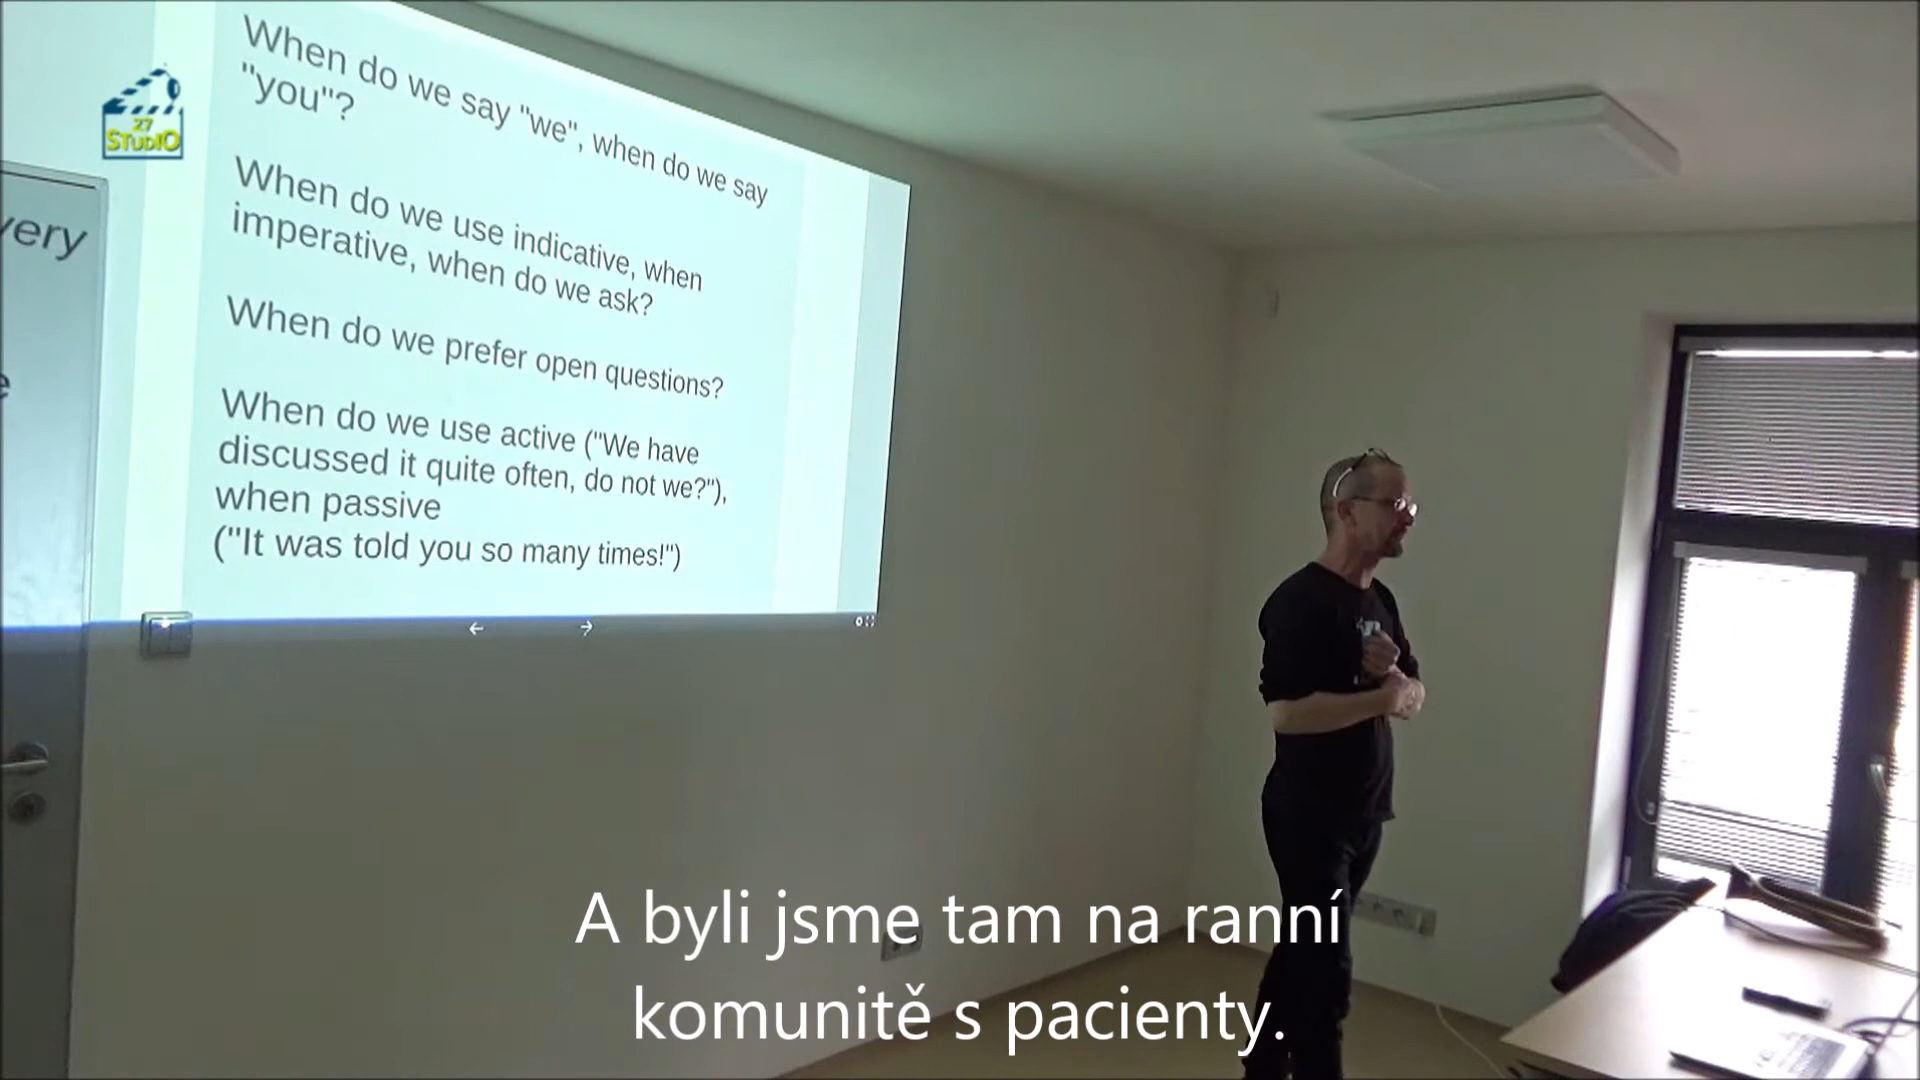 27
STUDIO
very
e
When do we say "we", when do we say
"you"?
When do we use indicative, when
imperative, when do we ask?
When do we prefer open questions?
When do we use active ("We have
discussed it quite often, do not we?"),
when passive
("It was told you so many times!")
A byli jsme tam na ranní
komunitě s pacienty.